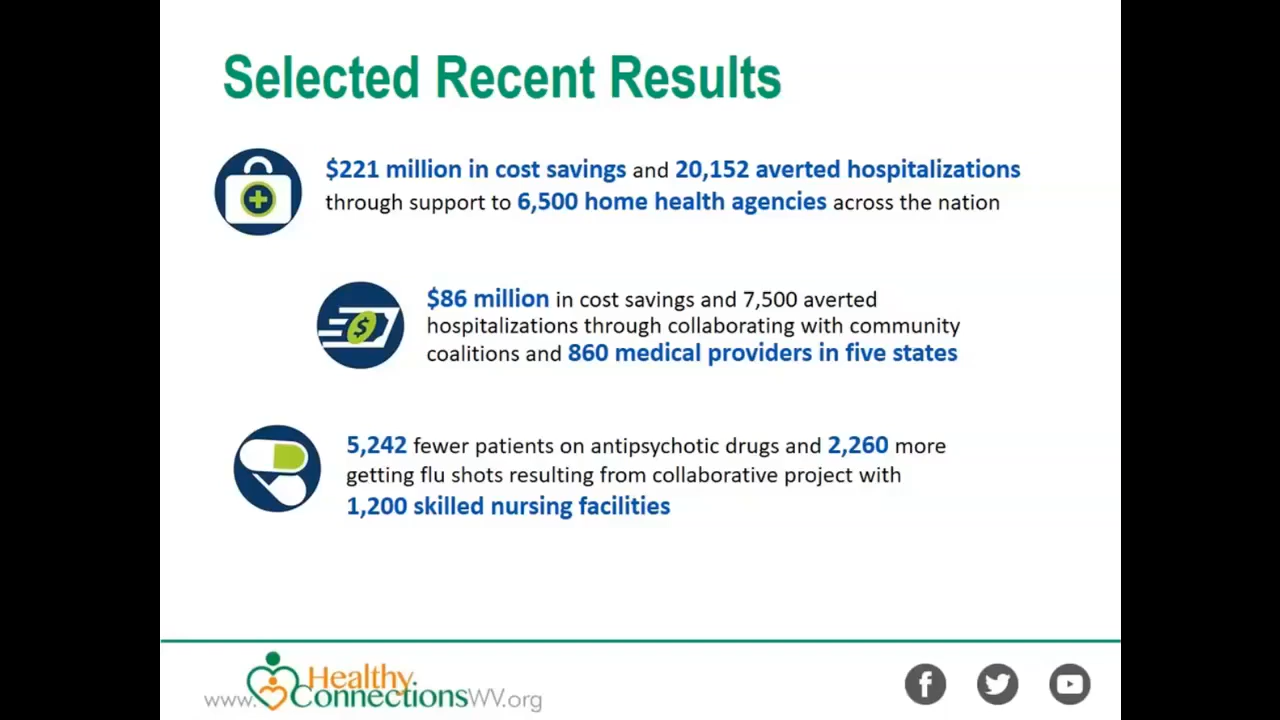 Selected Recent Results
$221 million in cost savings and 20,152 averted hospitalizations
through support to 6,500 home health agencies across the nation
$86 million in cost savings and 7,500 averted
hospitalizations through collaborating with community
coalitions and 860 medical providers in five states
5,242 fewer patients on antipsychotic drugs and 2,260 more
getting flu shots resulting from collaborative project with
1,200 skilled nursing facilities
Healthy
www.ConnectionsWV.org